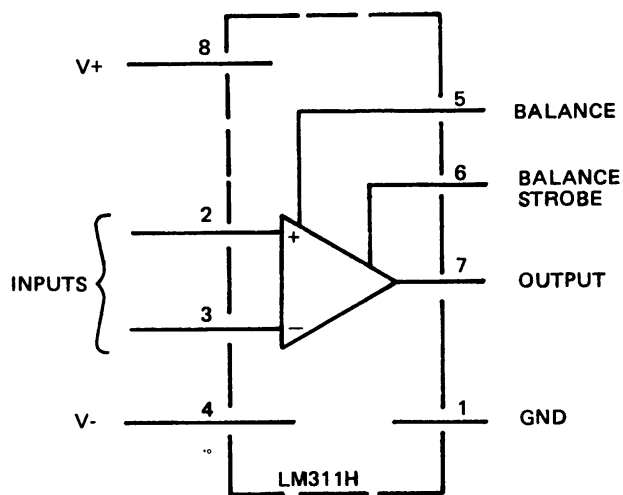 8
V+
5
BALANCE
6
BALANCE
STROBE
2
+
7
INPUTS
OUTPUT
3
−
V-
4
1
GND
LM311H